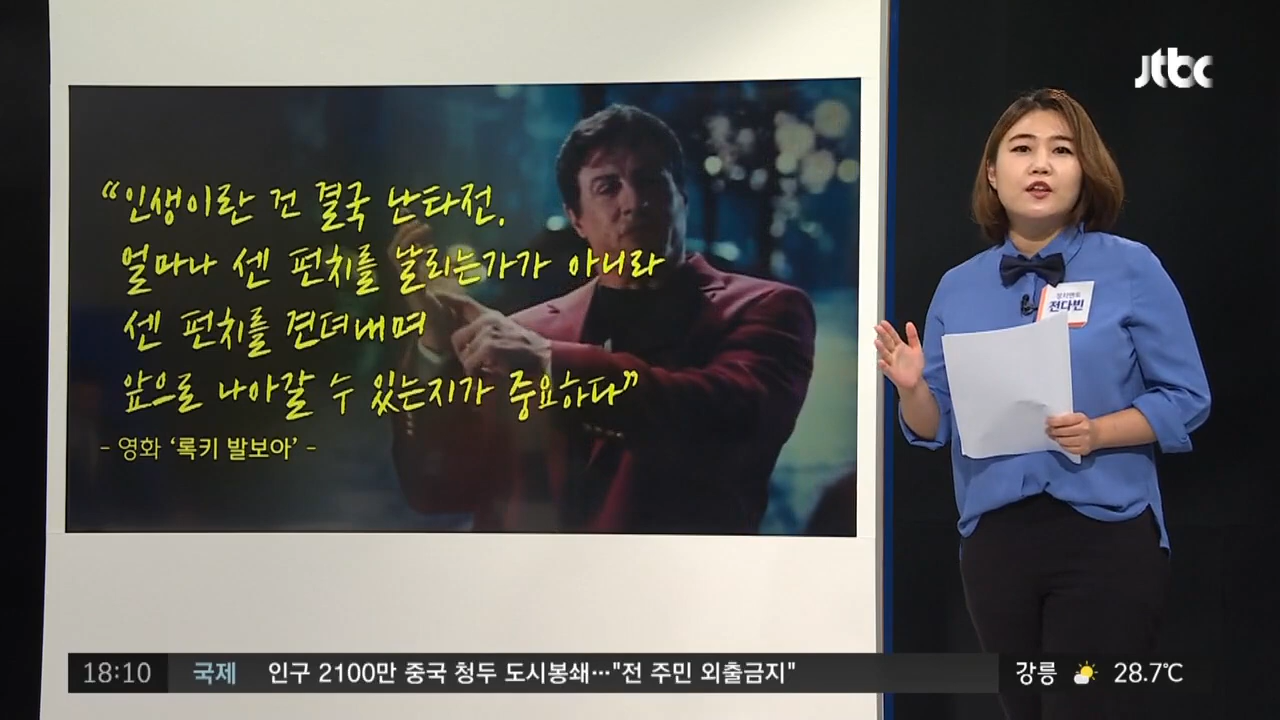 jtbc
“인생이란 건 결국 난타전.
얼마나 센 펀치를 날리는가가 아니라
센 펀치를 견뎌내며
앞으로 나아갈 수 있는지가 중요하다”
- 영화 ‘록키 발보아’ -
전다빈
18:10 국제 인구 2100만 중국 청두 도시봉쇄…"전 주민 외출금지" 강릉 28.7℃